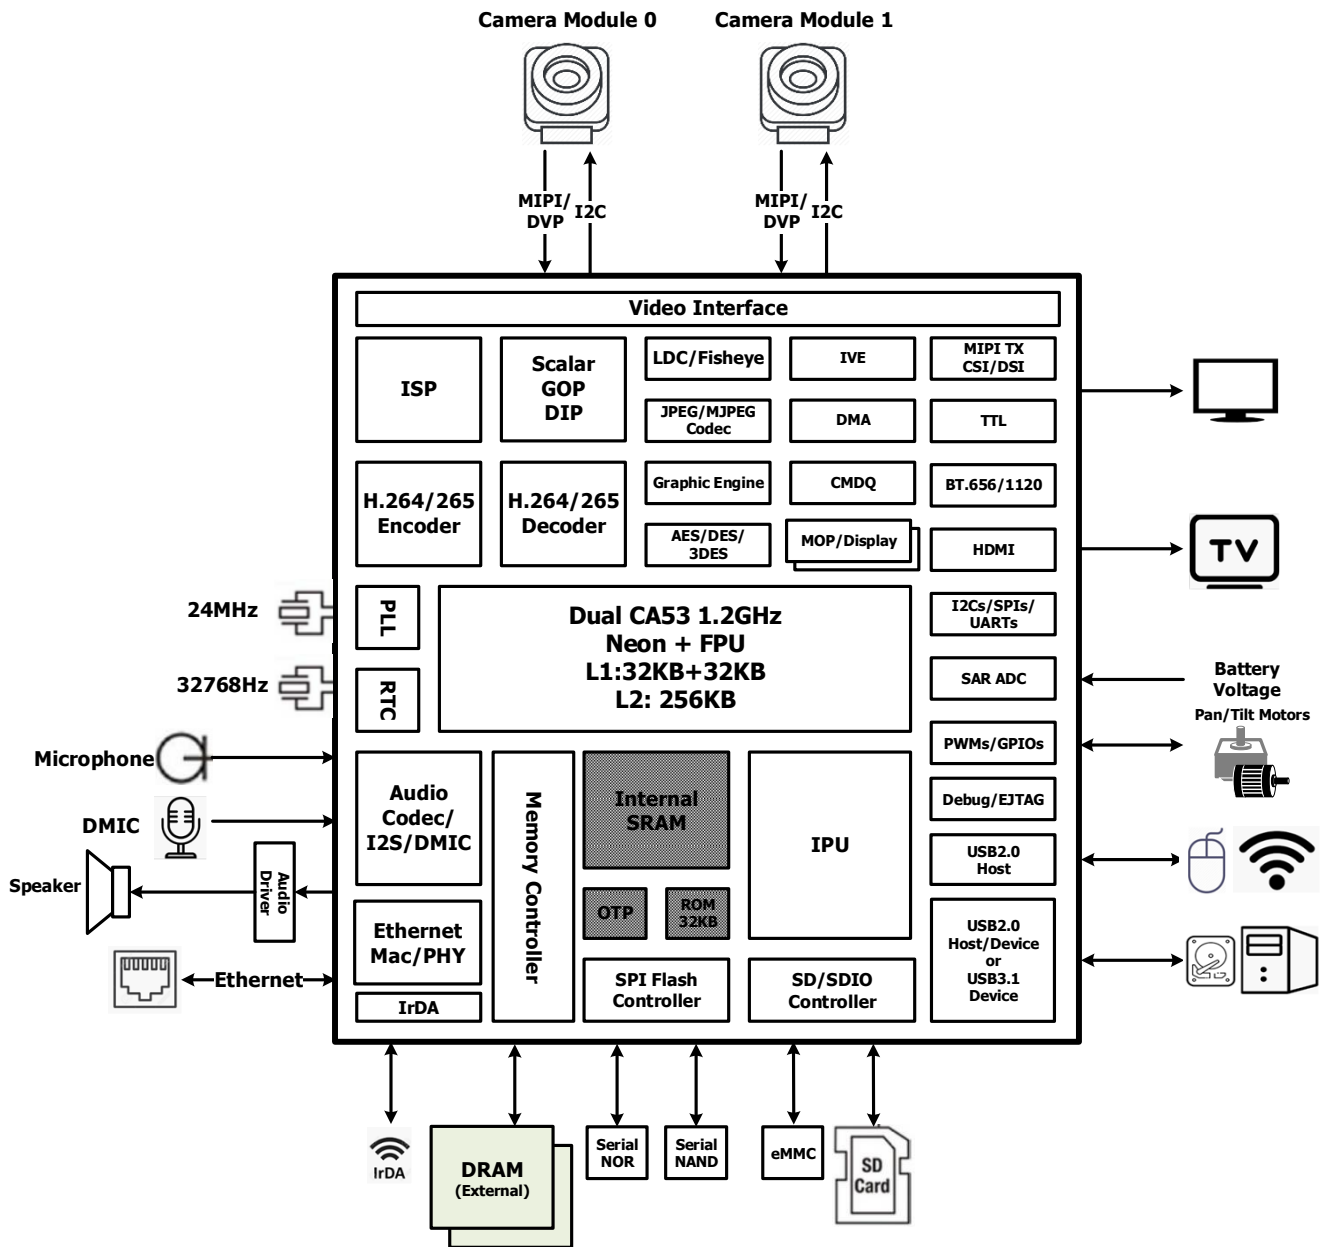 Camera Module 0
Camera Module 1
MIPI/
DVP
I2C
MIPI/
DVP
I2C
Video Interface
ISP
Scalar
GOP
DIP
LDC/Fisheye
IVE
MIPI TX
CSI/DSI
JPEG/MJPEG
Codec
DMA
TTL
H.264/265
Encoder
H.264/265
Decoder
Graphic Engine
CMDQ
BT.656/1120
AES/DES/
3DES
MOP/Display
HDMI
TV
24MHz
PLL
Dual CA53 1.2GHz
Neon + FPU
L1:32KB+32KB
L2: 256KB
I2Cs/SPIs/
UARTs
32768Hz
RTC
SAR ADC
Battery
Voltage
Pan/Tilt Motors
PWMs/GPIOs
Microphone
Audio
Codec/
I2S/DMIC
Memory Controller
Internal
SRAM
IPU
Debug/EJTAG
DMIC
USB2.0
Host
Speaker
Audio
Driver
OTP
ROM
32KB
Ethernet
Mac/PHY
USB2.0
Host/Device
or
USB3.1
Device
Ethernet
SPI Flash
Controller
SD/SDIO
Controller
IrDA
IrDA
DRAM
(External)
Serial
NOR
Serial
NAND
eMMC
SD
Card